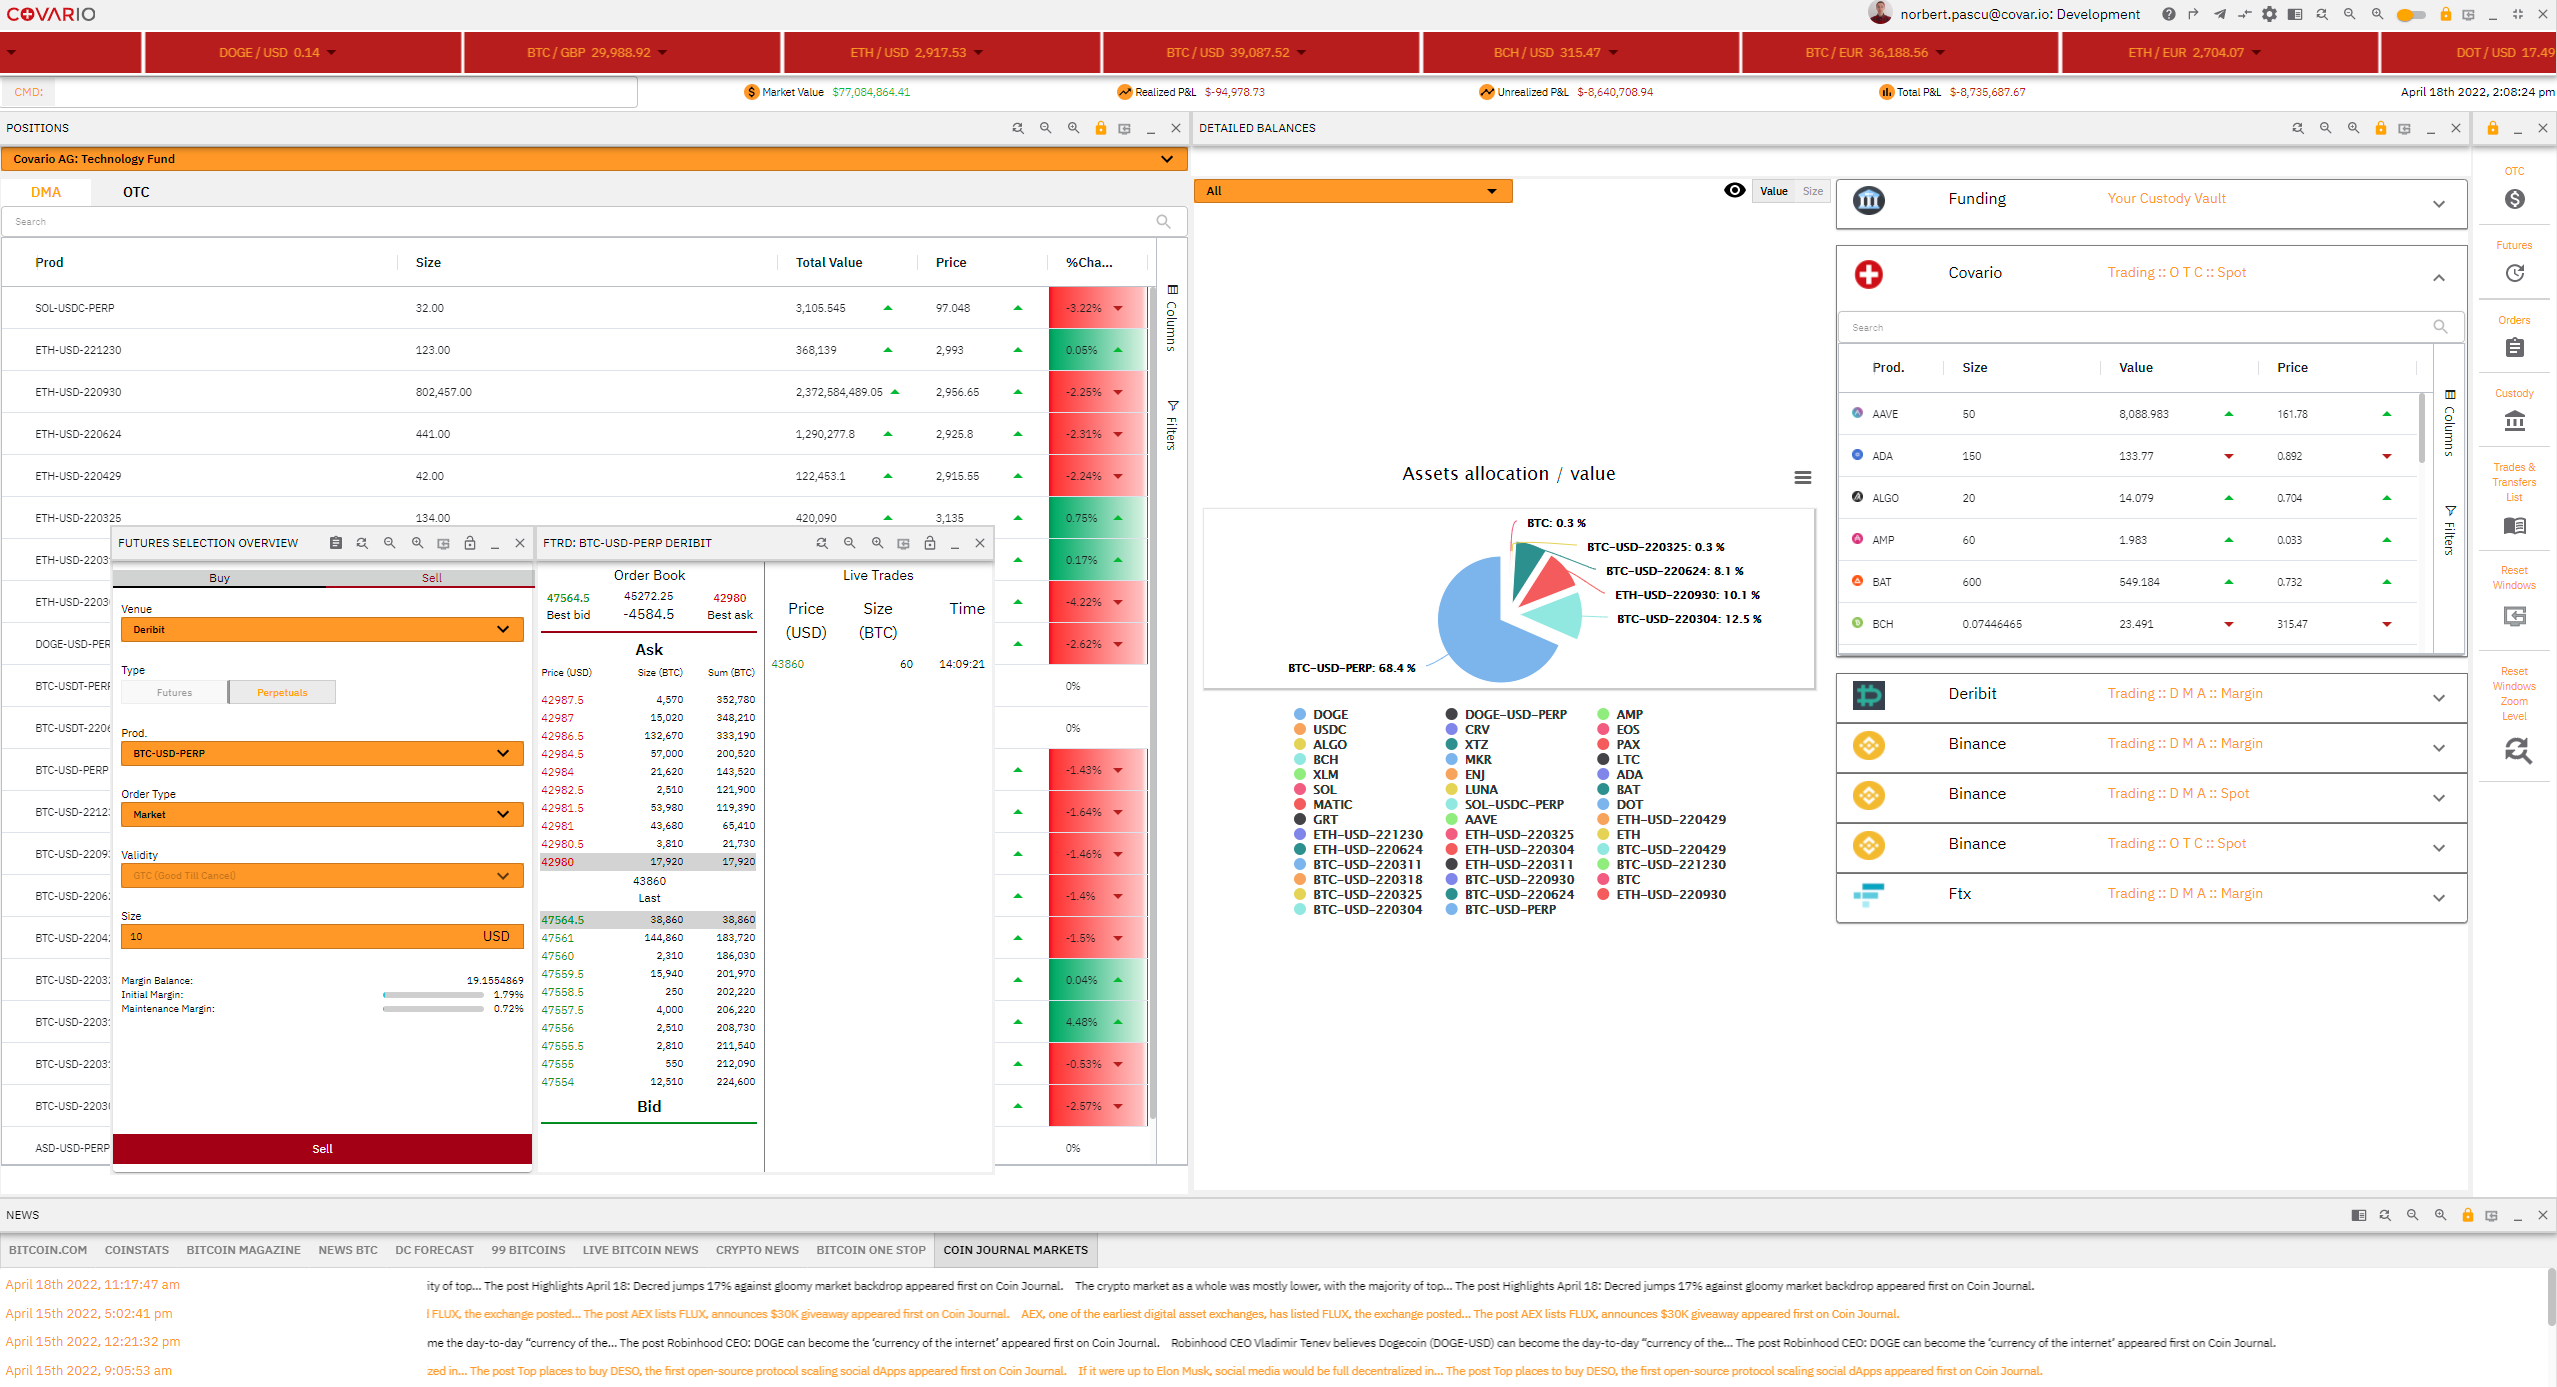 COVARIO
norbert.pascu@covar.io: Development
DOGE / USD 0.14
BTC / GBP 29,988.92
ETH / USD 2,917.53
BTC / USD 39,087.52
BCH / USD 315.47
BTC / EUR 36,188.56
ETH / EUR 2,704.07
DOT / USD 17.49
CMD:
Market Value $77,084,864.41
Realized P&L $-94,978.73
Unrealized P&L $-8,640,708.94
Total P&L $-8,735,687.67
April 18th 2022, 2:08:24 pm
POSITIONS
Covario AG: Technology Fund
DMA OTC
Search
Prod Size Total Value Price %Cha...
SOL-USDC-PERP 32.00 3,105.545 97.048 -3.22%
ETH-USD-221230 123.00 368,139 2,993 0.05%
ETH-USD-220930 802,457.00 2,372,584,489.05 2,956.65 -2.25%
ETH-USD-220624 441.00 1,290,277.8 2,925.8 -2.31%
ETH-USD-220429 42.00 122,453.1 2,915.55 -2.24%
ETH-USD-220325 134.00 420,090 3,135 0.75%
ETH-USD-2203 0.17%
ETH-USD-2203 -4.22%
DOGE-USD-PER -2.62%
BTC-USDT-PER 0%
BTC-USDT-220 0%
BTC-USD-PERP -1.43%
BTC-USD-2212 -1.64%
BTC-USD-2209 -1.46%
BTC-USD-2206 -1.4%
BTC-USD-2204 -1.5%
BTC-USD-2203 0.04%
BTC-USD-2203 4.48%
BTC-USD-2203 -0.53%
BTC-USD-2203 -2.57%
ASD-USD-PERP 0%
Columns
Filters
FUTURES SELECTION OVERVIEW
Buy Sell
Venue
Deribit
Type
Futures Perpetuals
Prod.
BTC-USD-PERP
Order Type
Market
Validity
GTC (Good Till Cancel)
Size
10 USD
Margin Balance: 19.1554869
Initial Margin: 1.79%
Maintenance Margin: 0.72%
Sell
FTRD: BTC-USD-PERP DERIBIT
Order Book
47564.5 45272.25 42980
Best bid -4584.5 Best ask
Ask
Price (USD) Size (BTC) Sum (BTC)
42987.5 4,570 352,780
42987 15,020 348,210
42986.5 132,670 333,190
42984.5 57,000 200,520
42984 21,620 143,520
42982.5 2,510 121,900
42981.5 53,980 119,390
42981 43,680 65,410
42980.5 3,810 21,730
42980 17,920 17,920
43860
Last
47564.5 38,860 38,860
47561 144,860 183,720
47560 2,310 186,030
47559.5 15,940 201,970
47558.5 250 202,220
47557.5 4,000 206,220
47556 2,510 208,730
47555.5 2,810 211,540
47555 550 212,090
47554 12,510 224,600
Bid
Live Trades
Price Size Time
(USD) (BTC)
43860 60 14:09:21
DETAILED BALANCES
All
Value Size
Assets allocation / value
BTC: 0.3 %
BTC-USD-220325: 0.3 %
BTC-USD-220624: 8.1 %
ETH-USD-220930: 10.1 %
BTC-USD-220304: 12.5 %
BTC-USD-PERP: 68.4 %
DOGE DOGE-USD-PERP AMP
USDC CRV EOS
ALGO XTZ PAX
BCH MKR LTC
XLM ENJ ADA
SOL LUNA BAT
MATIC SOL-USDC-PERP DOT
GRT AAVE ETH-USD-220429
ETH-USD-221230 ETH-USD-220325 ETH
ETH-USD-220624 ETH-USD-220304 BTC-USD-220429
BTC-USD-220311 ETH-USD-220311 BTC-USD-221230
BTC-USD-220318 BTC-USD-220930 BTC
BTC-USD-220325 BTC-USD-220624 ETH-USD-220930
BTC-USD-220304 BTC-USD-PERP
Funding Your Custody Vault
Covario Trading :: O T C :: Spot
Search
Prod. Size Value Price
AAVE 50 8,088.983 161.78
ADA 150 133.77 0.892
ALGO 20 14.079 0.704
AMP 60 1.983 0.033
BAT 600 549.184 0.732
BCH 0.07446465 23.491 315.47
Columns
Filters
Deribit Trading :: D M A :: Margin
Binance Trading :: D M A :: Margin
Binance Trading :: D M A :: Spot
Binance Trading :: O T C :: Spot
Ftx Trading :: D M A :: Margin
OTC
Futures
Orders
Custody
Trades &
Transfers
List
Reset
Windows
Reset
Windows
Zoom
Level
NEWS
BITCOIN.COM COINSTATS BITCOIN MAGAZINE NEWS BTC DC FORECAST 99 BITCOINS LIVE BITCOIN NEWS CRYPTO NEWS BITCOIN ONE STOP COIN JOURNAL MARKETS
April 18th 2022, 11:17:47 am ity of top... The post Highlights April 18: Decred jumps 17% against gloomy market backdrop appeared first on Coin Journal. The crypto market as a whole was mostly lower, with the majority of top... The post Highlights April 18: Decred jumps 17% against gloomy market backdrop appeared first on Coin Journal.
April 15th 2022, 5:02:41 pm l FLUX, the exchange posted... The post AEX lists FLUX, announces $30K giveaway appeared first on Coin Journal. AEX, one of the earliest digital asset exchanges, has listed FLUX, the exchange posted... The post AEX lists FLUX, announces $30K giveaway appeared first on Coin Journal.
April 15th 2022, 12:21:32 pm me the day-to-day “currency of the... The post Robinhood CEO: DOGE can become the ‘currency of the internet’ appeared first on Coin Journal. Robinhood CEO Vladimir Tenev believes Dogecoin (DOGE-USD) can become the day-to-day “currency of the... The post Robinhood CEO: DOGE can become the ‘currency of the internet’ appeared first on Coin Journal.
April 15th 2022, 9:05:53 am zed in... The post Top places to buy DESO, the first open-source protocol scaling social dApps appeared first on Coin Journal. If it were up to Elon Musk, social media would be full decentralized in... The post Top places to buy DESO, the first open-source protocol scaling social dApps appeared first on Coin Journal.